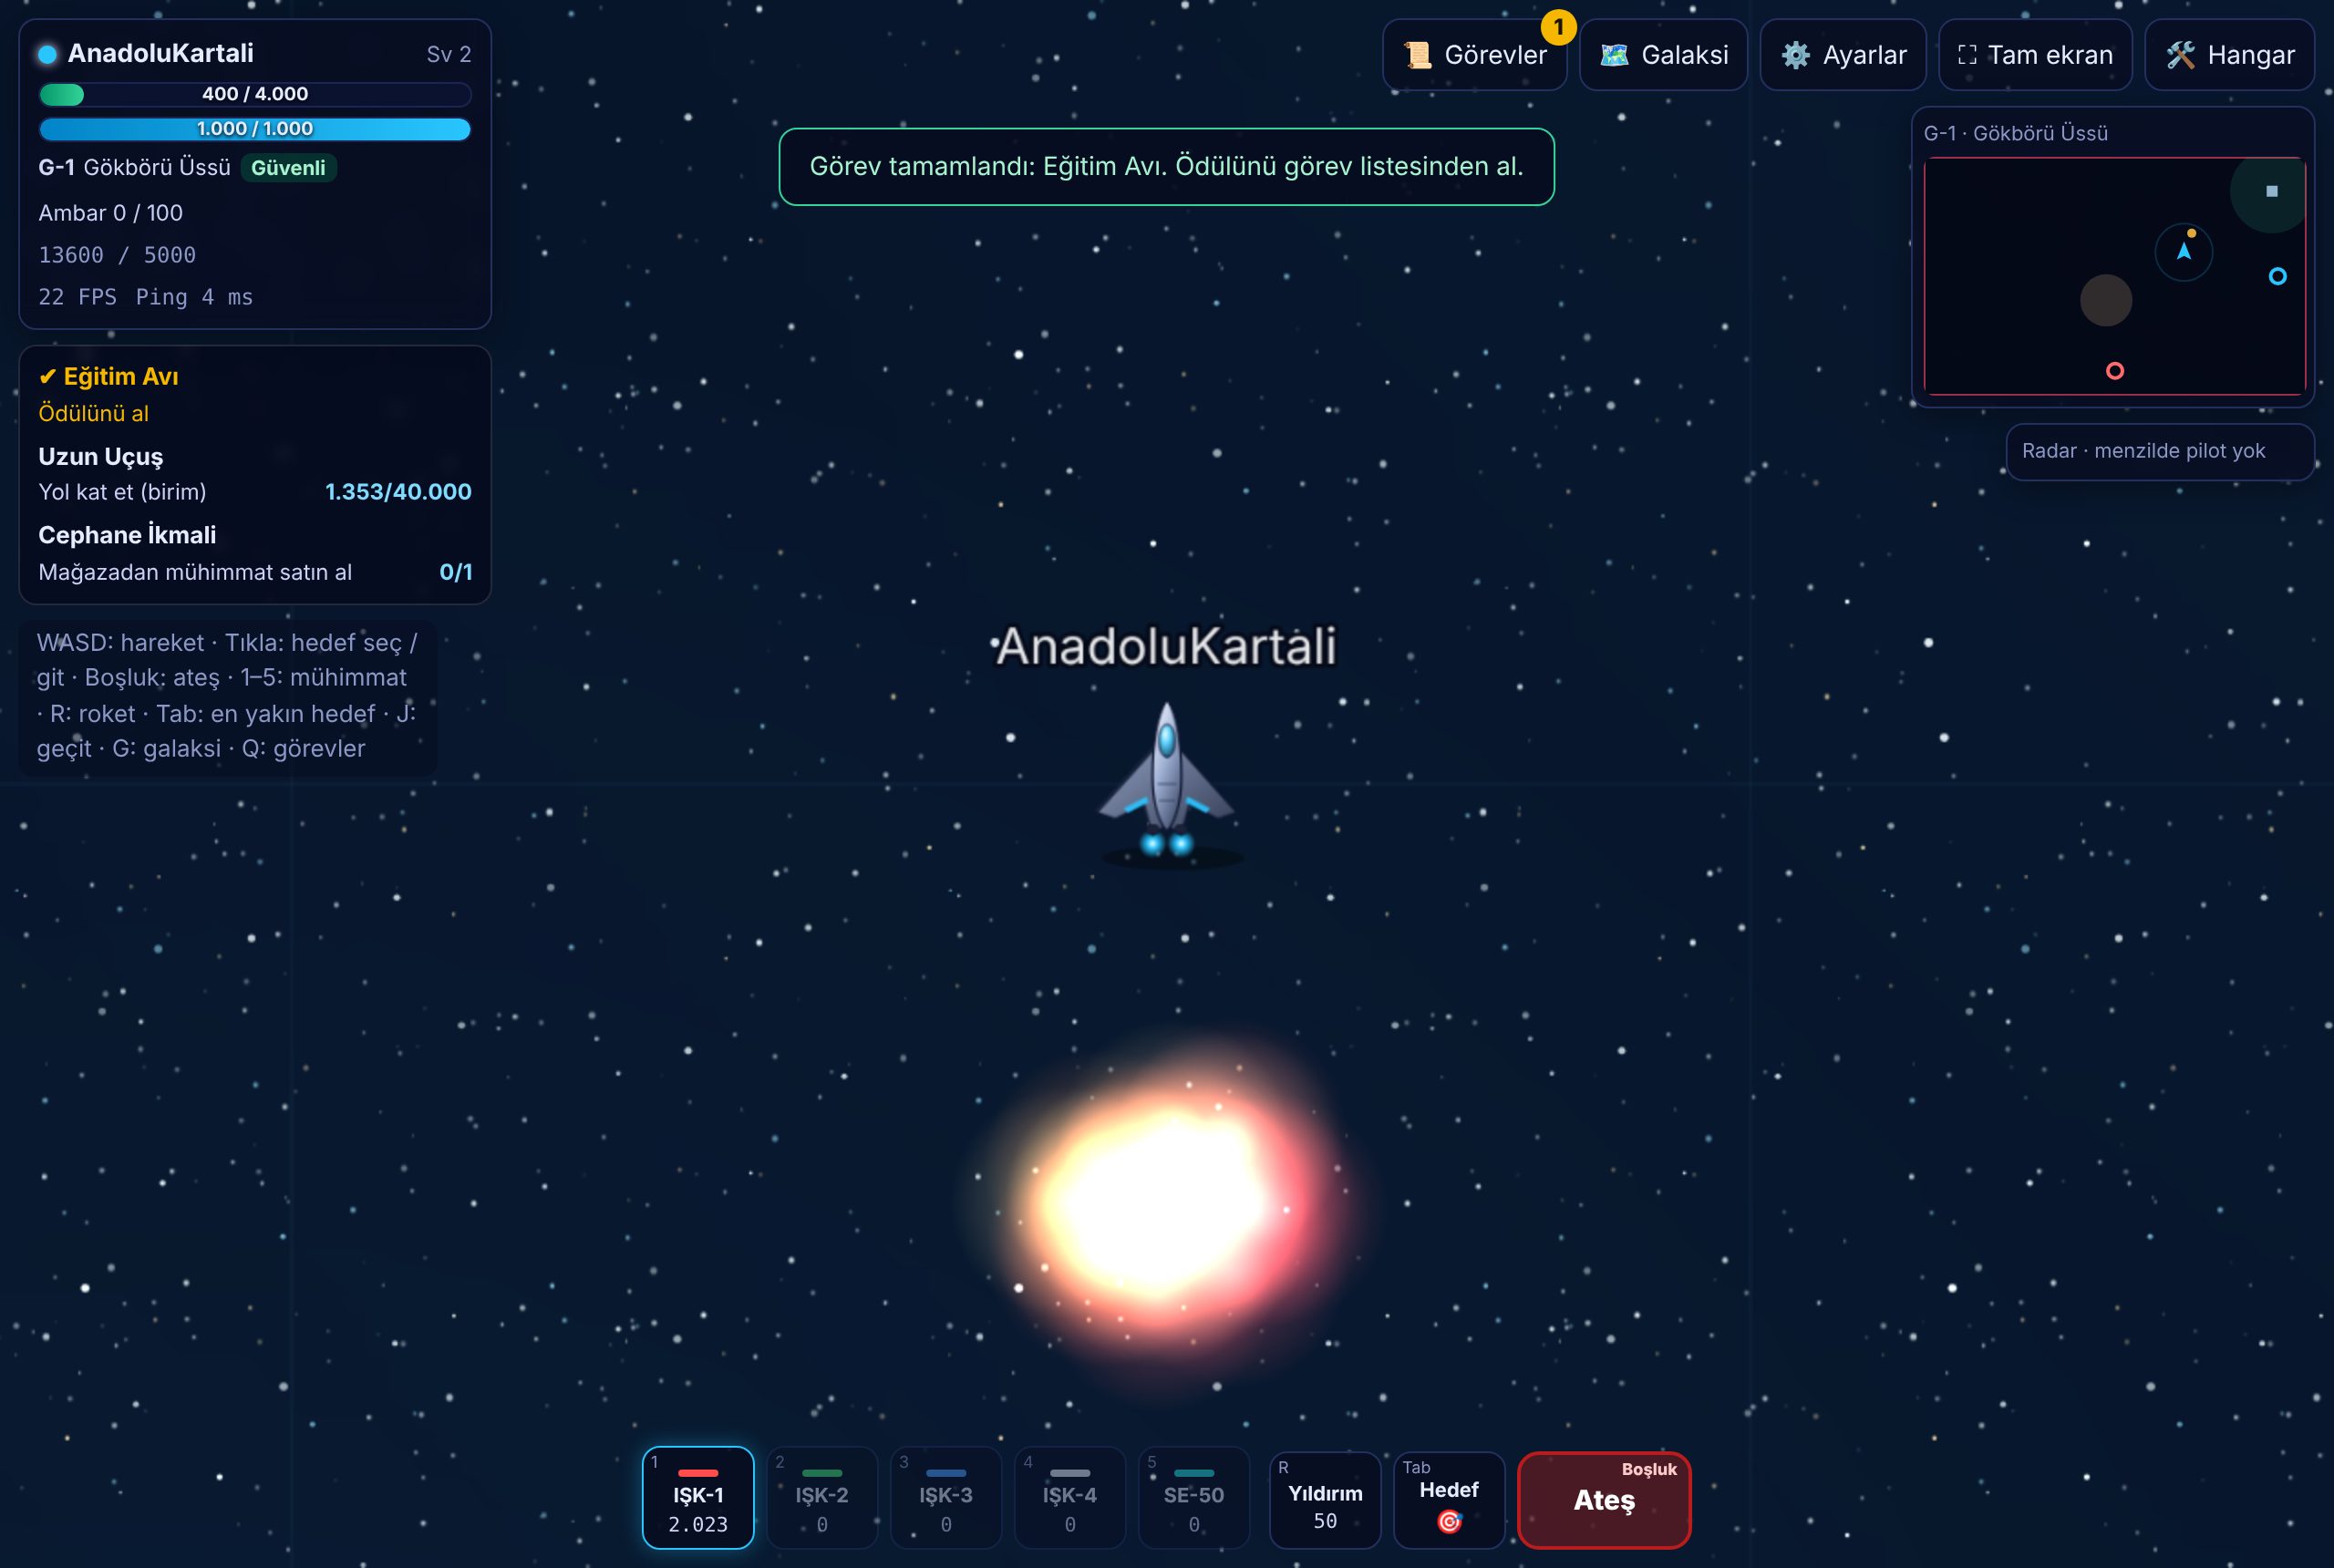 AnadoluKartali Sv 2
400 / 4.000
1.000 / 1.000
G-1 Gökbörü Üssü Güvenli
Ambar 0 / 100
13600 / 5000
22 FPS Ping 4 ms
✔ Eğitim Avı
Ödülünü al
Uzun Uçuş
Yol kat et (birim) 1.353/40.000
Cephane İkmali
Mağazadan mühimmat satın al 0/1
WASD: hareket · Tıkla: hedef seç /
git · Boşluk: ateş · 1–5: mühimmat
· R: roket · Tab: en yakın hedef · J:
geçit · G: galaksi · Q: görevler
Görev tamamlandı: Eğitim Avı. Ödülünü görev listesinden al.
Görevler 1
Galaksi
Ayarlar
Tam ekran
Hangar
G-1 · Gökbörü Üssü
Radar · menzilde pilot yok
AnadoluKartali
1
IŞK-1
2.023
2
IŞK-2
0
3
IŞK-3
0
4
IŞK-4
0
5
SE-50
0
R
Yıldırım
50
Tab
Hedef
Boşluk
Ateş